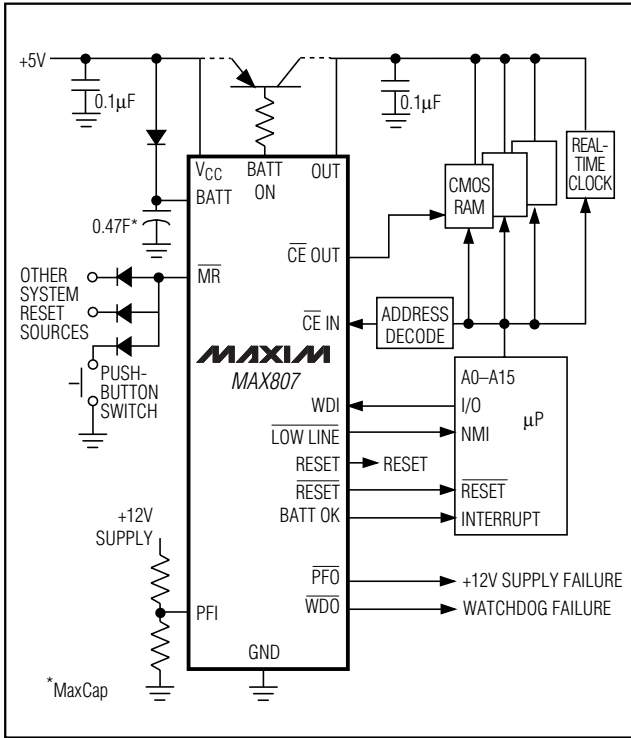 +5V
0.1µF
0.1µF
REAL-
TIME
CLOCK
VCC
BATT
ON
OUT
CMOS
RAM
BATT
0.47F*
CE OUT
OTHER
SYSTEM
RESET
SOURCES
MR
CE IN
ADDRESS
DECODE
MAXIM
MAX807
PUSH-
BUTTON
SWITCH
A0–A15
WDI
I/O
µP
LOW LINE
NMI
RESET
RESET
RESET
RESET
BATT OK
INTERRUPT
+12V
SUPPLY
PFO
+12V SUPPLY FAILURE
PFI
WDO
WATCHDOG FAILURE
GND
*MaxCap